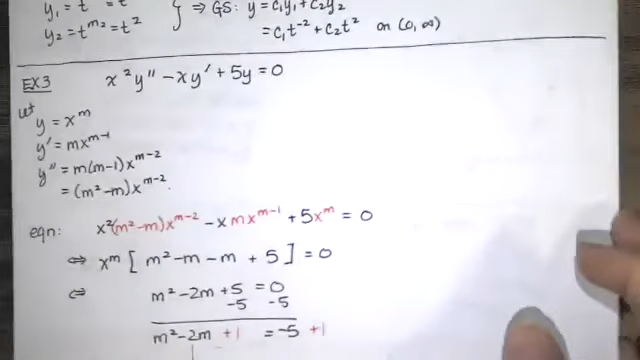 y₁ = t = t
y₂ = t^m₂ = t² } ⇒ GS: y = c₁y₁ + c₂y₂
= c₁t⁻² + c₂t² on (0, ∞)
EX3 x²y'' - xy' + 5y = 0
let
y = x^m
y' = mx^(m-1)
y'' = m(m-1)x^(m-2)
= (m²-m)x^(m-2).
eqn: x²(m²-m)x^(m-2) - x mx^(m-1) + 5x^m = 0
⇔ x^m [ m²-m-m + 5 ] = 0
⇔ m² - 2m + 5 = 0
-5 -5
m² - 2m +1 = -5 +1